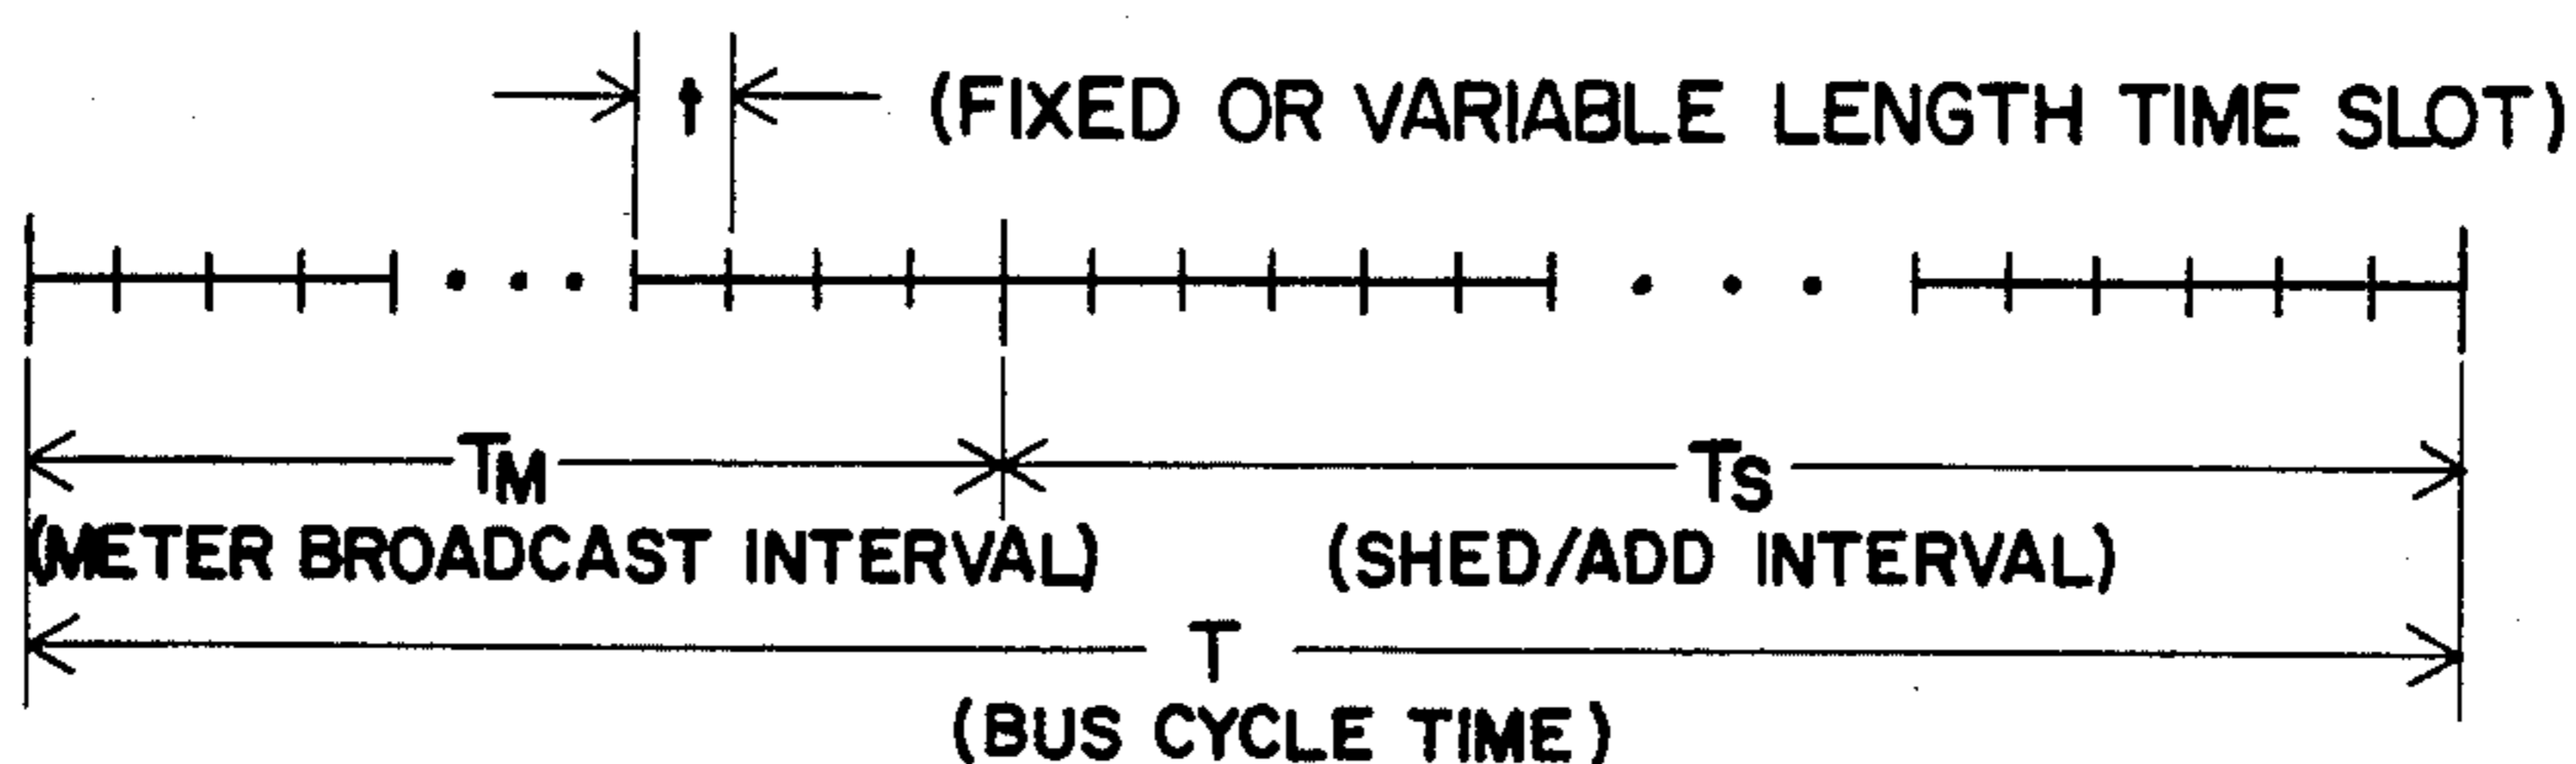 t (FIXED OR VARIABLE LENGTH TIME SLOT)
TM TS
(METER BROADCAST INTERVAL) (SHED/ADD INTERVAL)
T
(BUS CYCLE TIME)